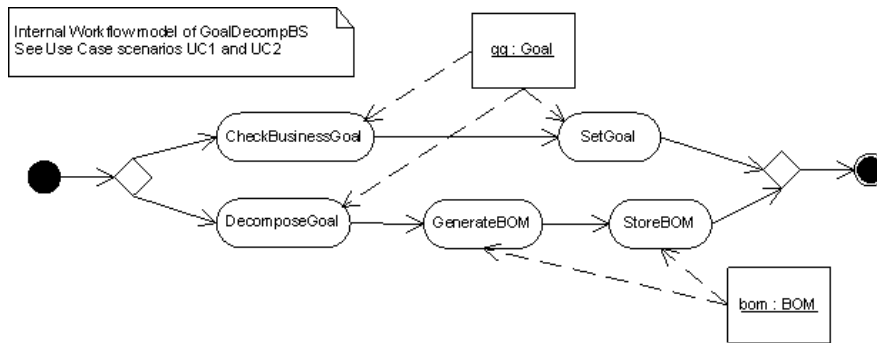 Internal Workflow model of GoalDecompBS
See Use Case scenarios UC1 and UC2
gg : Goal
CheckBusinessGoal
SetGoal
DecomposeGoal
GenerateBOM
StoreBOM
bom : BOM